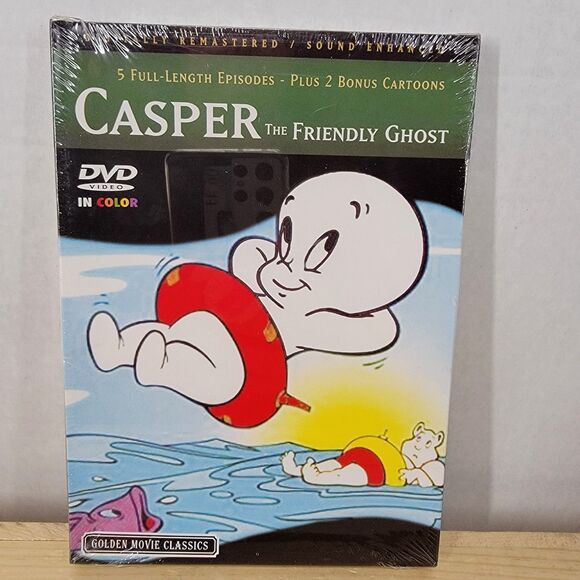 REMASTERED / SOUND ENHANCED
5 FULL-LENGTH EPISODES - PLUS 2 BONUS CARTOONS
CASPER THE FRIENDLY GHOST
DVD
VIDEO
IN COLOR
GOLDEN MOVIE CLASSICS